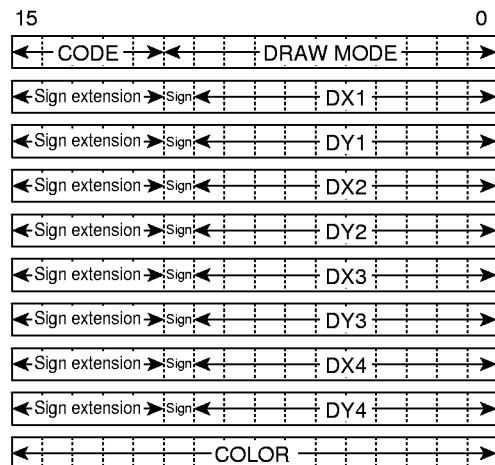 15 0
CODE DRAW MODE
Sign extension Sign DX1
Sign extension Sign DY1
Sign extension Sign DX2
Sign extension Sign DY2
Sign extension Sign DX3
Sign extension Sign DY3
Sign extension Sign DX4
Sign extension Sign DY4
COLOR